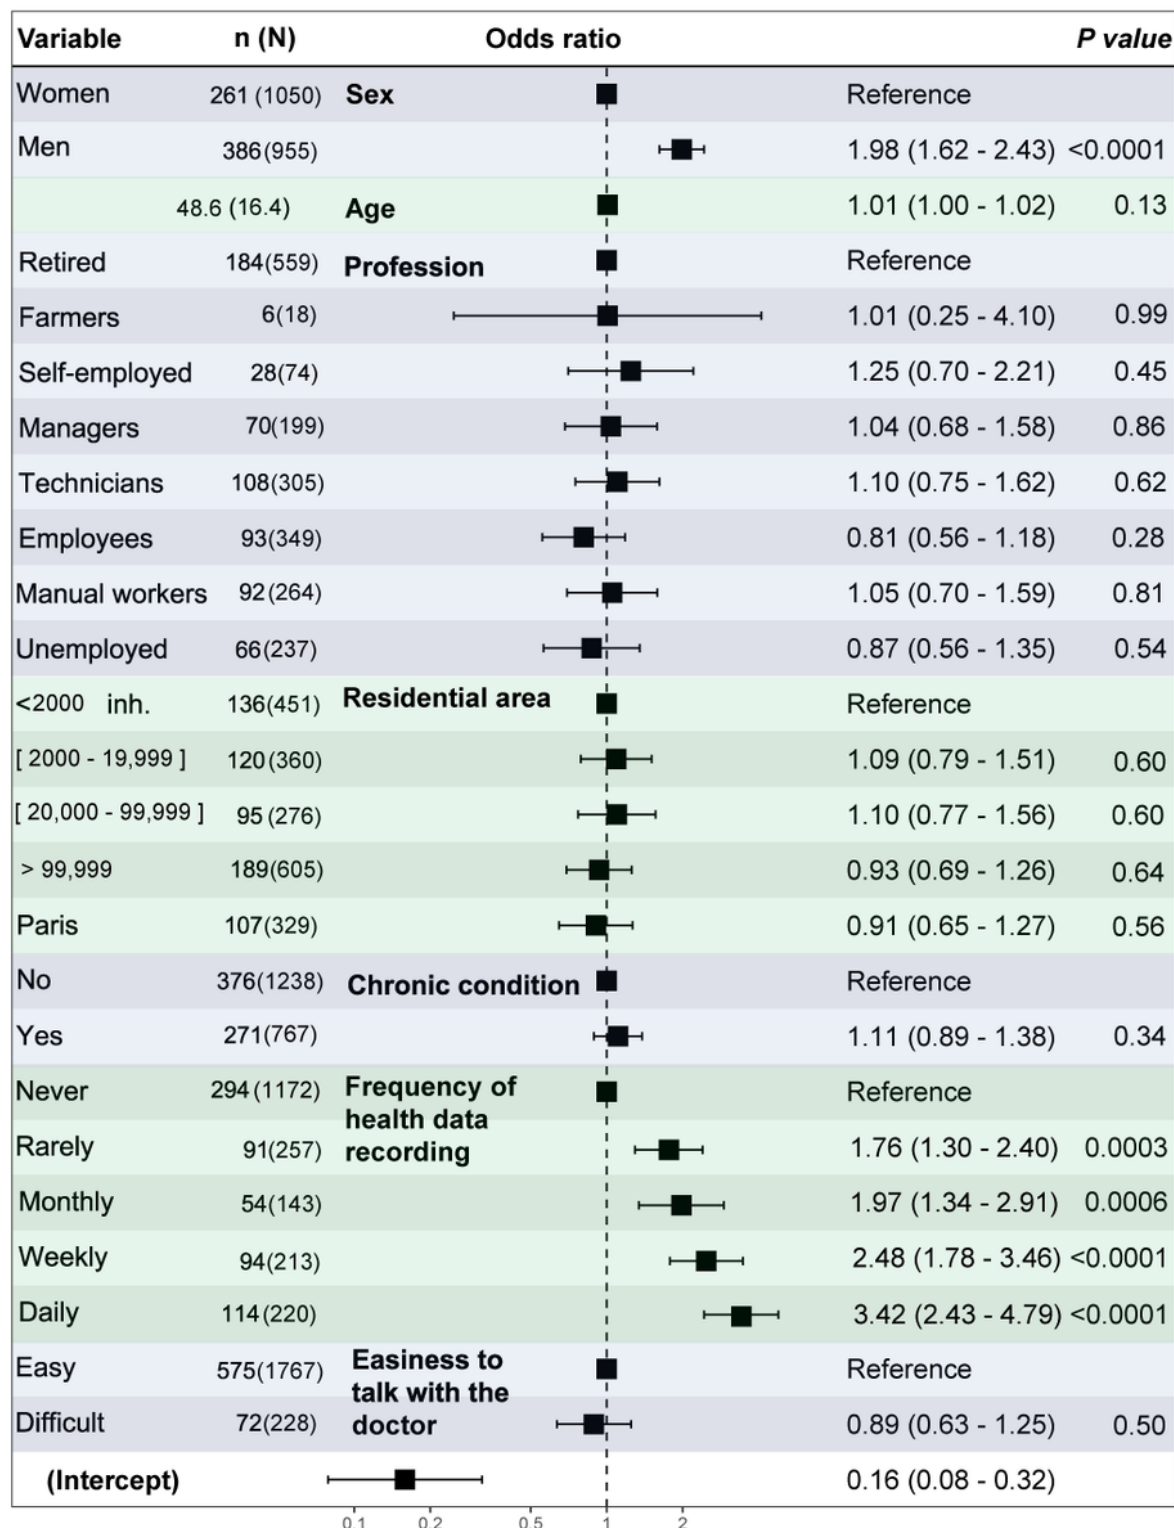 Variable n (N) Odds ratio P value
Women 261 (1050) Sex Reference
Men 386(955) 1.98 (1.62 - 2.43) <0.0001
48.6 (16.4) Age 1.01 (1.00 - 1.02) 0.13
Retired 184(559) Profession Reference
Farmers 6(18) 1.01 (0.25 - 4.10) 0.99
Self-employed 28(74) 1.25 (0.70 - 2.21) 0.45
Managers 70(199) 1.04 (0.68 - 1.58) 0.86
Technicians 108(305) 1.10 (0.75 - 1.62) 0.62
Employees 93(349) 0.81 (0.56 - 1.18) 0.28
Manual workers 92(264) 1.05 (0.70 - 1.59) 0.81
Unemployed 66(237) 0.87 (0.56 - 1.35) 0.54
<2000 inh. 136(451) Residential area Reference
[ 2000 - 19,999 ] 120(360) 1.09 (0.79 - 1.51) 0.60
[ 20,000 - 99,999 ] 95(276) 1.10 (0.77 - 1.56) 0.60
> 99,999 189(605) 0.93 (0.69 - 1.26) 0.64
Paris 107(329) 0.91 (0.65 - 1.27) 0.56
No 376(1238) Chronic condition Reference
Yes 271(767) 1.11 (0.89 - 1.38) 0.34
Never 294(1172) Frequency of Reference
health data
Rarely 91(257) recording 1.76 (1.30 - 2.40) 0.0003
Monthly 54(143) 1.97 (1.34 - 2.91) 0.0006
Weekly 94(213) 2.48 (1.78 - 3.46) <0.0001
Daily 114(220) 3.42 (2.43 - 4.79) <0.0001
Easy 575(1767) Easiness to Reference
talk with the
Difficult 72(228) doctor 0.89 (0.63 - 1.25) 0.50
(Intercept) 0.16 (0.08 - 0.32)
0.1 0.2 0.5 1 2